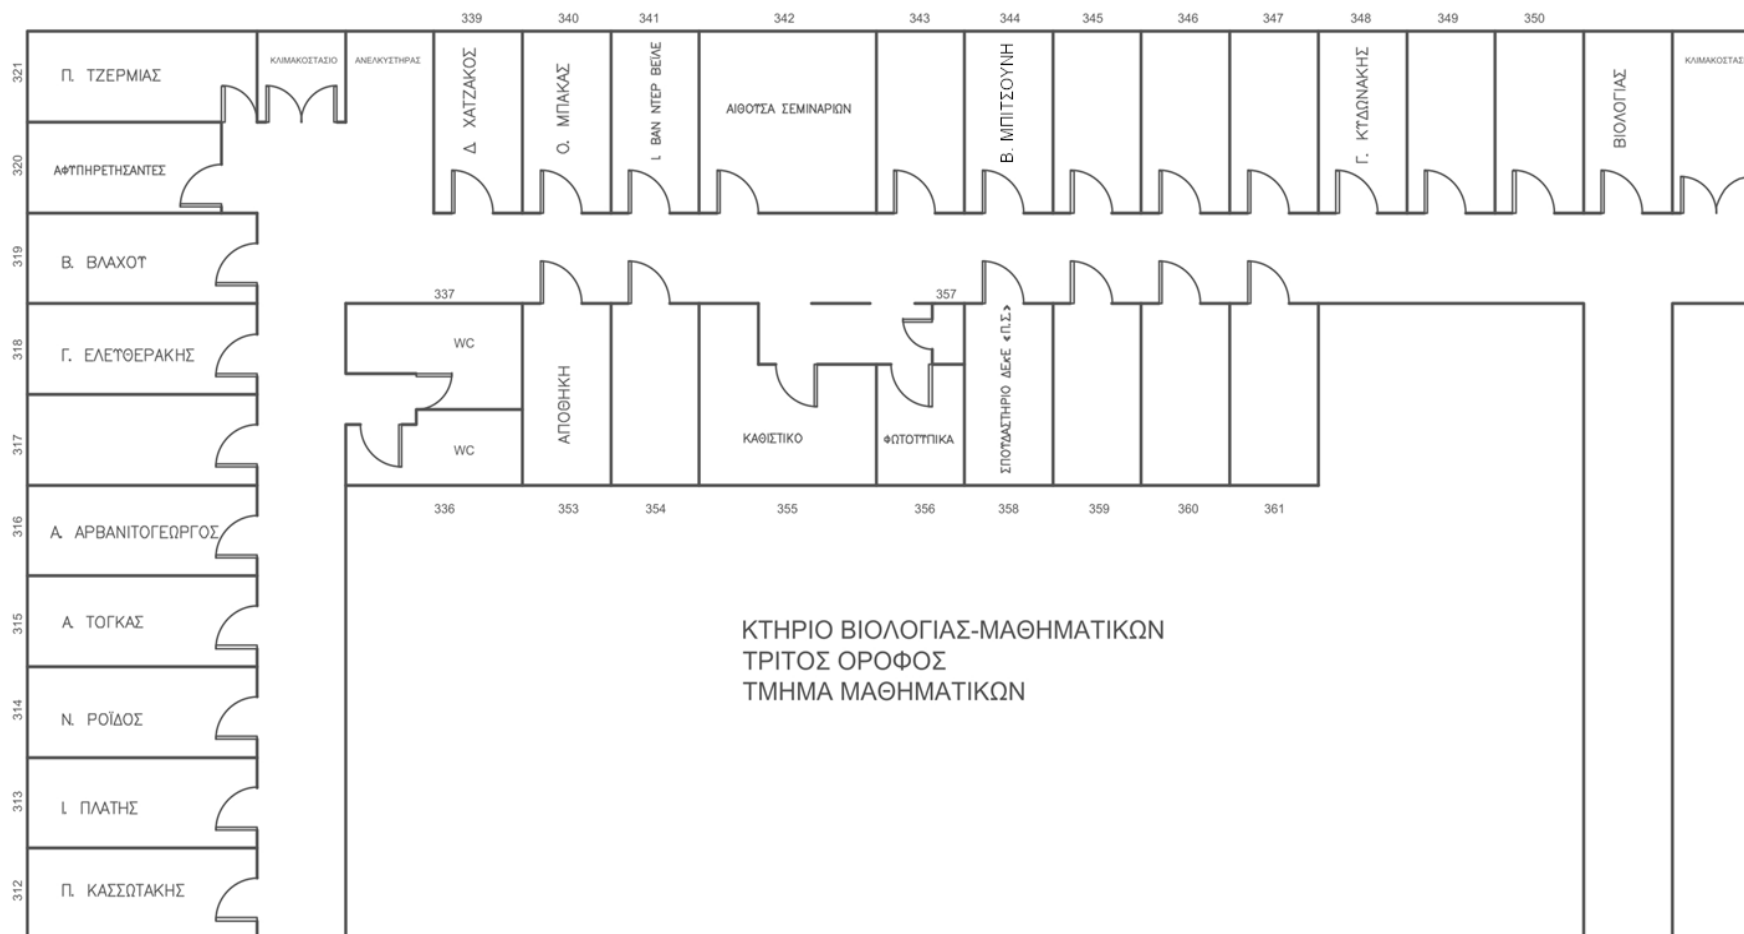 339 340 341 342 343 344 345 346 347 348 349 350
321
Π. ΤΖΕΡΜΙΑΣ
ΚΛΙΜΑΚΟΣΤΑΣΙΟ
ΑΝΕΛΚΥΣΤΗΡΑΣ
Δ ΧΑΤΖΑΚΟΣ
Ο. ΜΠΑΚΑΣ
Ι. ΒΑΝ ΝΤΕΡ ΒΕΪΛΕ
ΑΙΘΟΥΣΑ ΣΕΜΙΝΑΡΙΩΝ
Β. ΜΠΙΤΣΟΥΝΗ
Γ. ΚΥΔΩΝΑΚΗΣ
ΒΙΟΛΟΓΙΑΣ
ΚΛΙΜΑΚΟΣΤΑΣΙ
320
ΑΦΥΠΗΡΕΤΗΣΑΝΤΕΣ
319
Β. ΒΛΑΧΟΥ
318
Γ. ΕΛΕΥΘΕΡΑΚΗΣ
317
316
Α. ΑΡΒΑΝΙΤΟΓΕΩΡΓΟΣ
315
Α. ΤΟΓΚΑΣ
314
Ν. ΡΟΪΔΟΣ
313
Ι. ΠΛΑΤΗΣ
312
Π. ΚΑΣΣΩΤΑΚΗΣ
337
WC
WC
336
ΑΠΟΘΗΚΗ
ΚΑΘΙΣΤΙΚΟ
357
ΦΩΤΟΤΥΠΙΚΑ
ΣΠΟΥΔΑΣΤΗΡΙΟ ΔΕΚΕ «Π.Σ.»
353 354 355 356 358 359 360 361
ΚΤΗΡΙΟ ΒΙΟΛΟΓΙΑΣ-ΜΑΘΗΜΑΤΙΚΩΝ
ΤΡΙΤΟΣ ΟΡΟΦΟΣ
ΤΜΗΜΑ ΜΑΘΗΜΑΤΙΚΩΝ